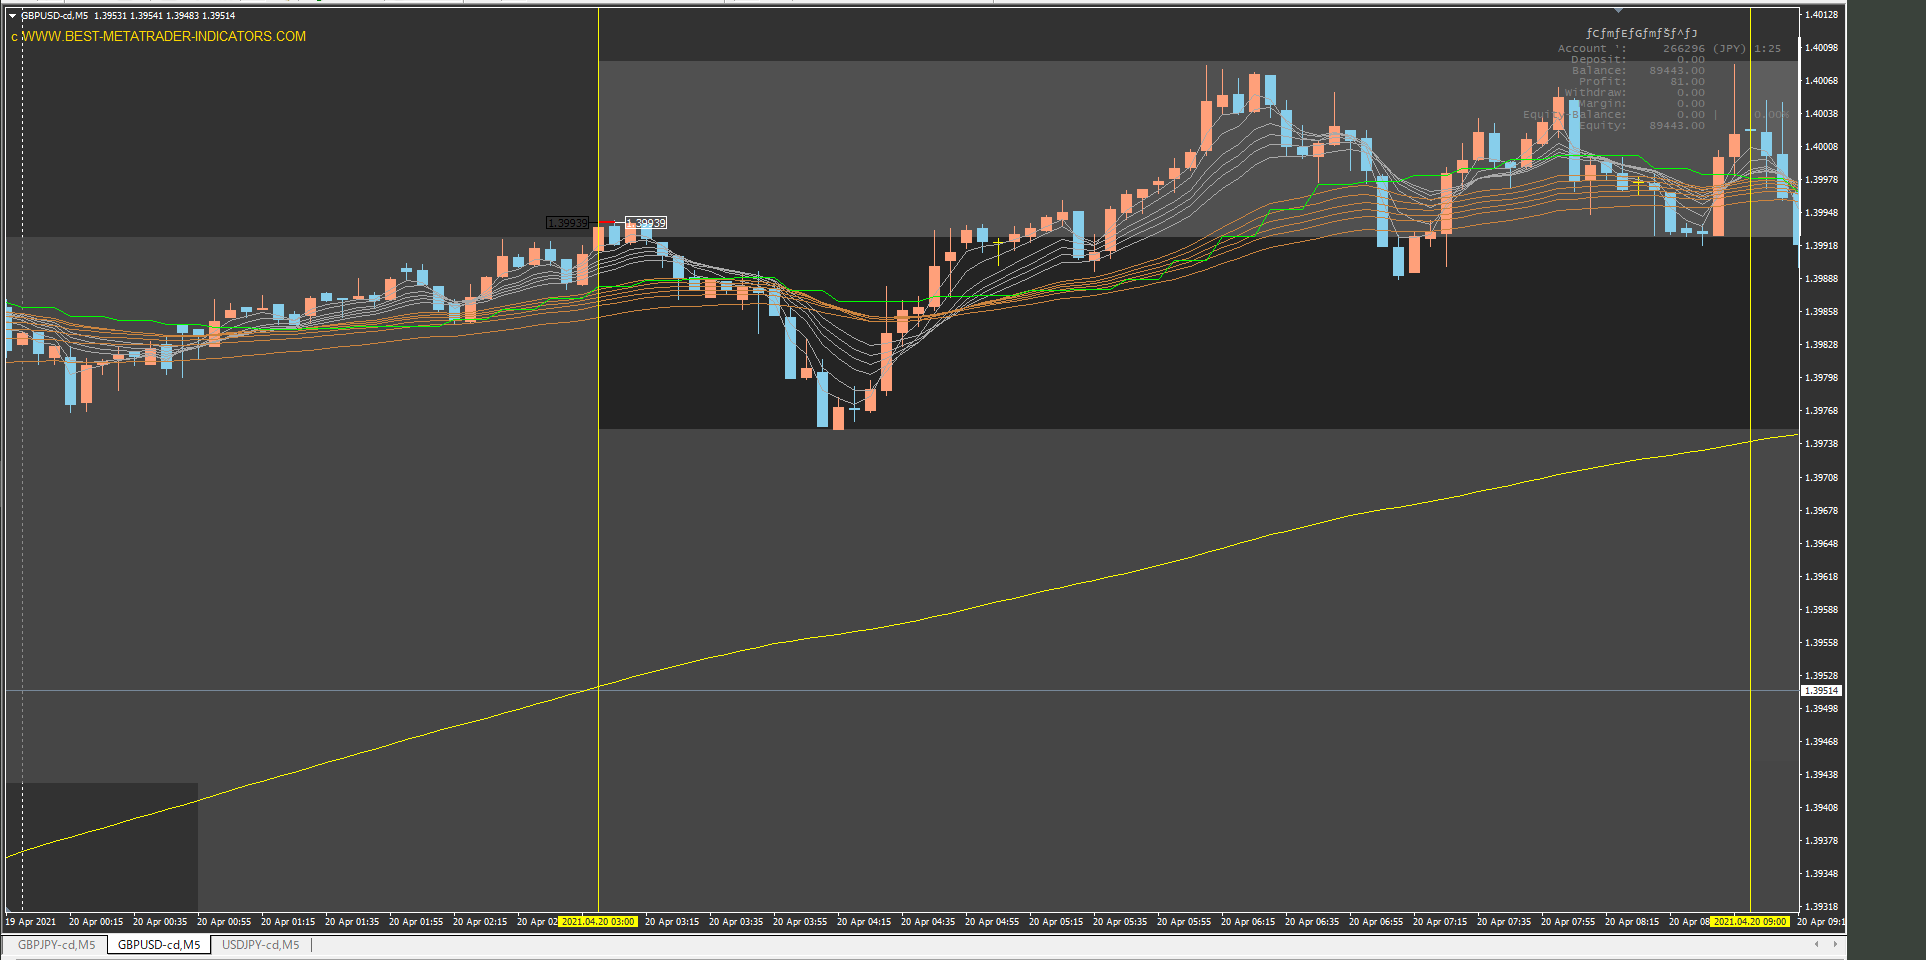 GBPUSD-cd,M5 1.39531 1.39541 1.39483 1.39514
c WWW.BEST-METATRADER-INDICATORS.COM
ƒCƒmƒEƒGƒmƒŠƒ^ƒJ
Account ': 266296 (JPY) 1:25
Deposit: 0.00
Balance: 89443.00
Profit: 81.00
Withdraw: 0.00
Margin: 0.00
Equity-Balance: 0.00 | 0.00%
Equity: 89443.00
1.39939 1.39939
1.40128
1.40098
1.40068
1.40038
1.40008
1.39978
1.39948
1.39918
1.39888
1.39858
1.39828
1.39798
1.39768
1.39738
1.39708
1.39678
1.39648
1.39618
1.39588
1.39558
1.39528
1.39514
1.39498
1.39468
1.39438
1.39408
1.39378
1.39348
1.39318
19 Apr 2021 20 Apr 00:15 20 Apr 00:35 20 Apr 00:55 20 Apr 01:15 20 Apr 01:35 20 Apr 01:55 20 Apr 02:15 20 Apr 02 2021.04.20 03:00 20 Apr 03:15 20 Apr 03:35 20 Apr 03:55 20 Apr 04:15 20 Apr 04:35 20 Apr 04:55 20 Apr 05:15 20 Apr 05:35 20 Apr 05:55 20 Apr 06:15 20 Apr 06:35 20 Apr 06:55 20 Apr 07:15 20 Apr 07:35 20 Apr 07:55 20 Apr 08:15 20 Apr 08 2021.04.20 09:00 20 Apr 09:1
GBPJPY-cd,M5 GBPUSD-cd,M5 USDJPY-cd,M5